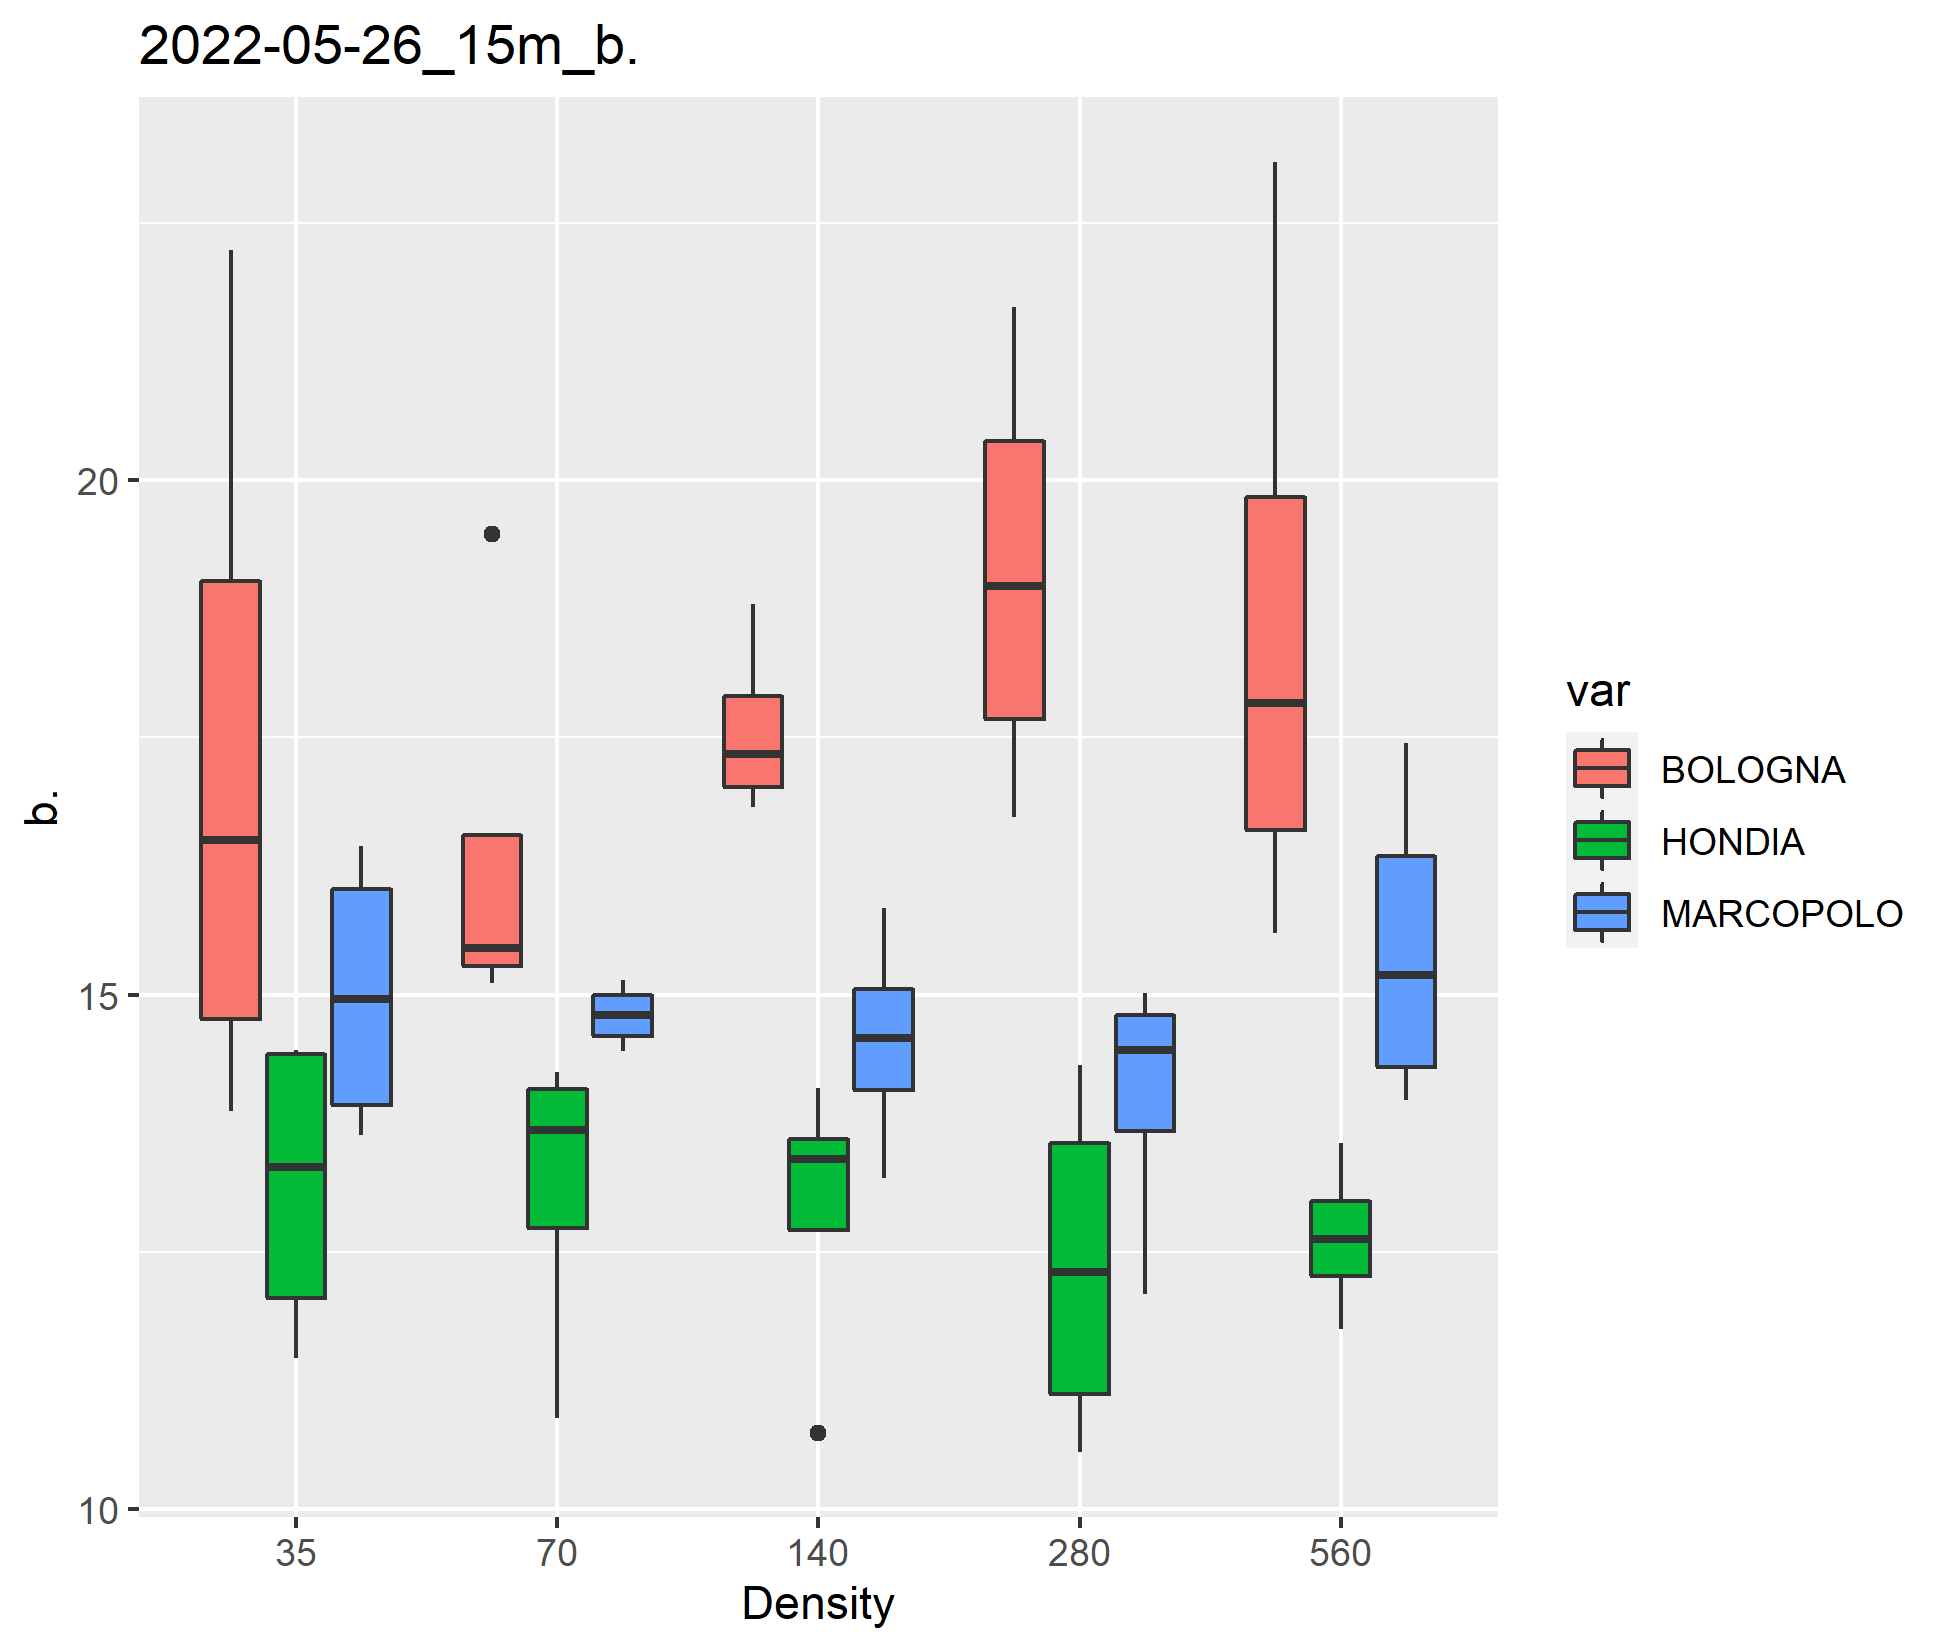 2022-05-26_15m_b.
b.
20
15
10
35 70 140 280 560
Density
var
BOLOGNA
HONDIA
MARCOPOLO